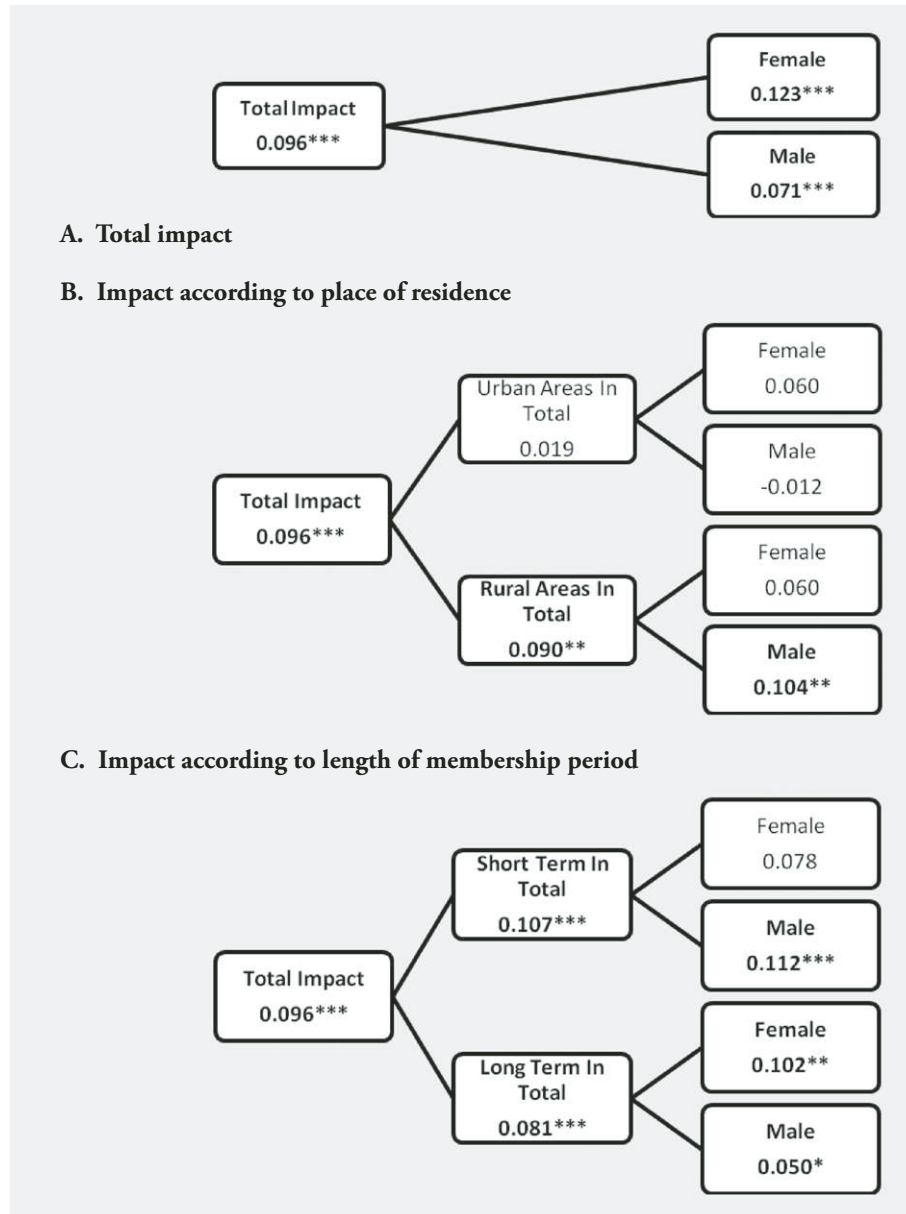 Total Impact
0.096***
Female
0.123***
Male
0.071***
A. Total impact
B. Impact according to place of residence
Total Impact
0.096***
Urban Areas In
Total
0.019
Female
0.060
Male
-0.012
Rural Areas In
Total
0.090**
Female
0.060
Male
0.104**
C. Impact according to length of membership period
Total Impact
0.096***
Short Term In
Total
0.107***
Female
0.078
Male
0.112***
Long Term In
Total
0.081***
Female
0.102**
Male
0.050*